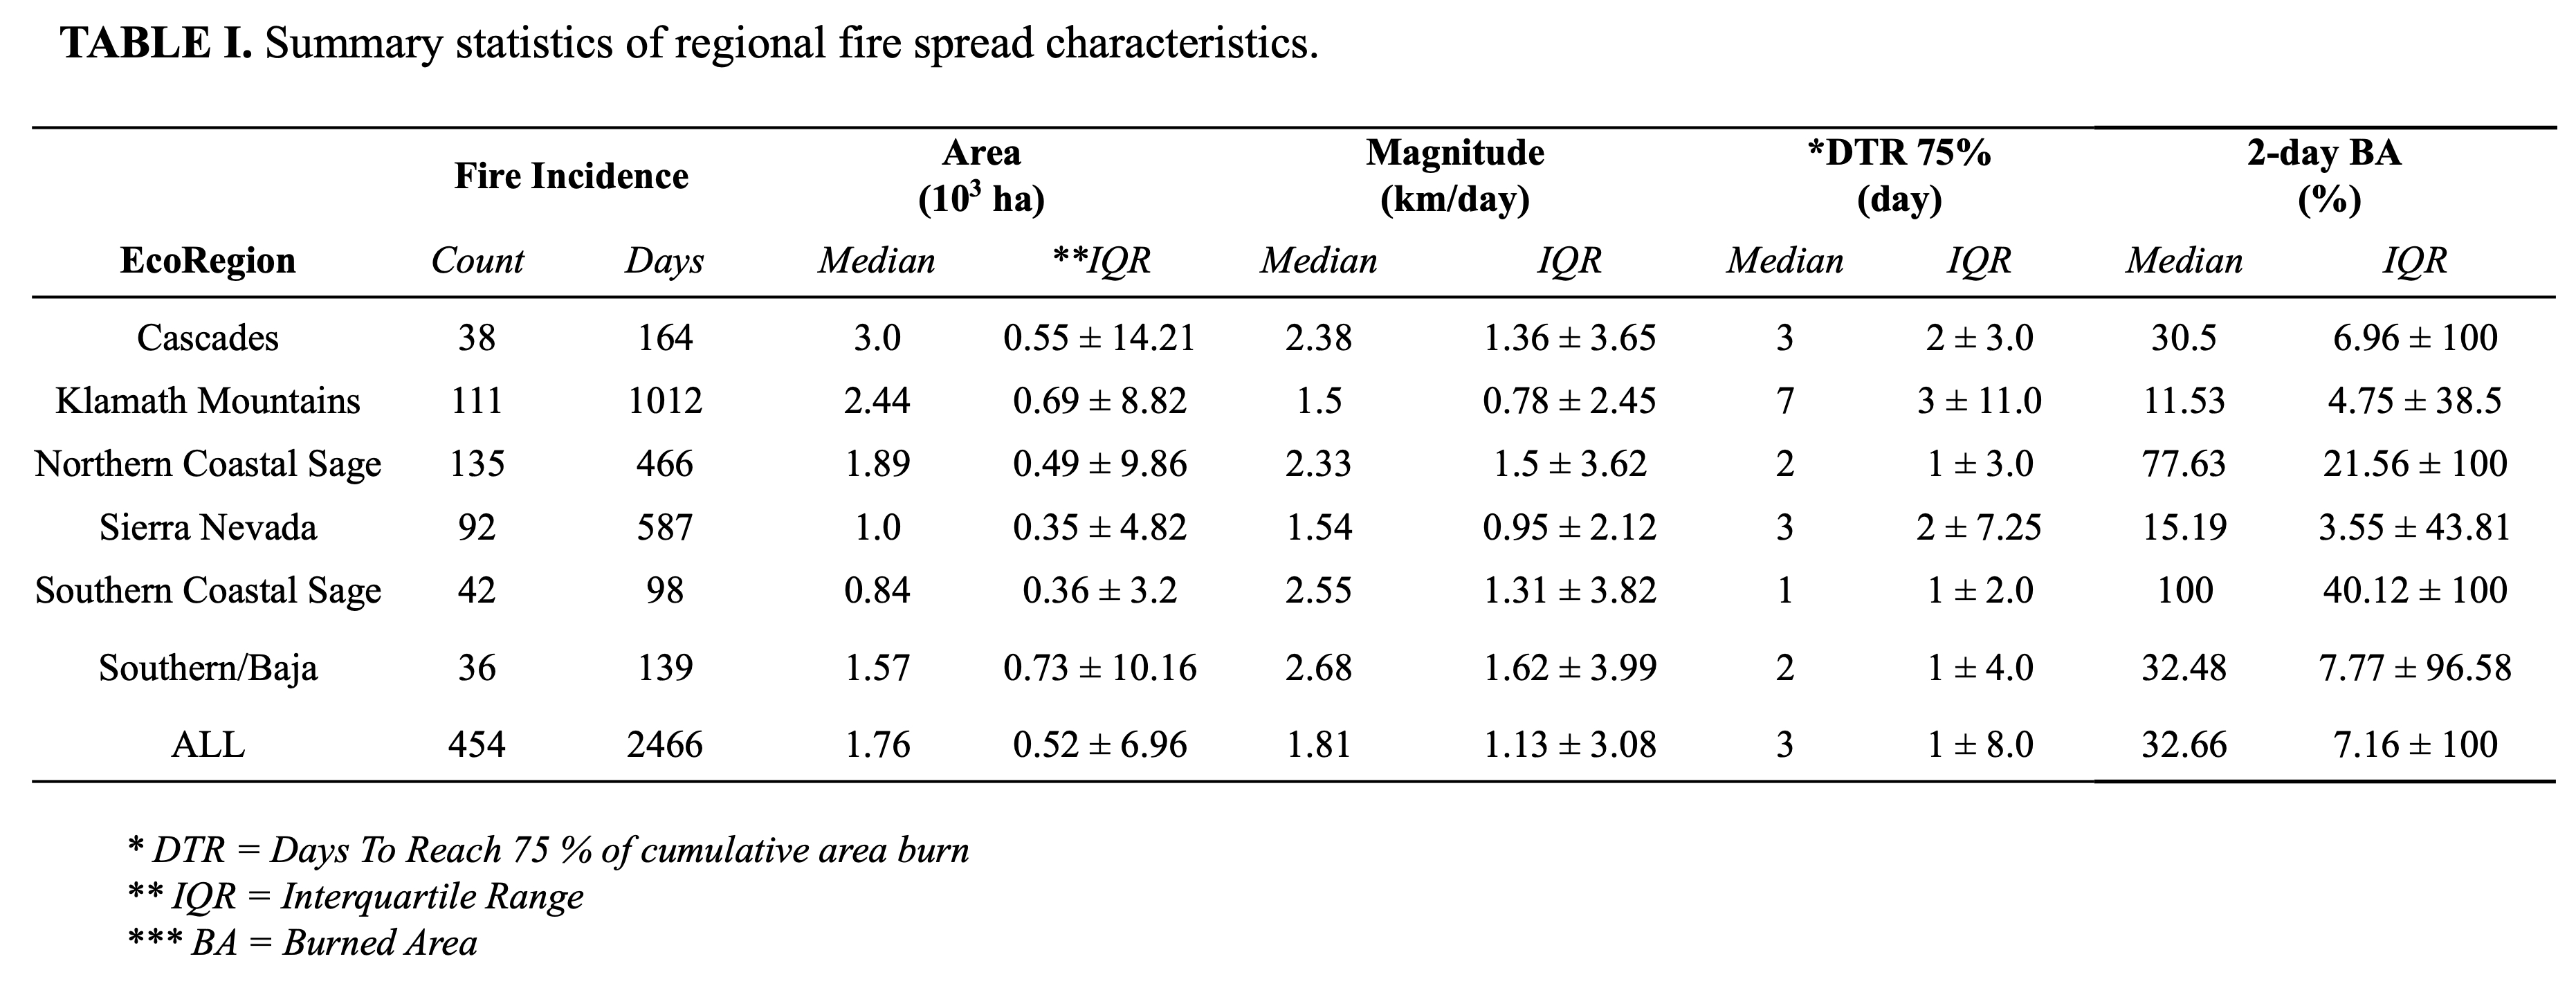 TABLE I. Summary statistics of regional fire spread characteristics.
Fire Incidence Area (10³ ha) Magnitude (km/day) *DTR 75% (day) 2-day BA (%)
EcoRegion Count Days Median **IQR Median IQR Median IQR Median IQR
Cascades 38 164 3.0 0.55 ± 14.21 2.38 1.36 ± 3.65 3 2 ± 3.0 30.5 6.96 ± 100
Klamath Mountains 111 1012 2.44 0.69 ± 8.82 1.5 0.78 ± 2.45 7 3 ± 11.0 11.53 4.75 ± 38.5
Northern Coastal Sage 135 466 1.89 0.49 ± 9.86 2.33 1.5 ± 3.62 2 1 ± 3.0 77.63 21.56 ± 100
Sierra Nevada 92 587 1.0 0.35 ± 4.82 1.54 0.95 ± 2.12 3 2 ± 7.25 15.19 3.55 ± 43.81
Southern Coastal Sage 42 98 0.84 0.36 ± 3.2 2.55 1.31 ± 3.82 1 1 ± 2.0 100 40.12 ± 100
Southern/Baja 36 139 1.57 0.73 ± 10.16 2.68 1.62 ± 3.99 2 1 ± 4.0 32.48 7.77 ± 96.58
ALL 454 2466 1.76 0.52 ± 6.96 1.81 1.13 ± 3.08 3 1 ± 8.0 32.66 7.16 ± 100
* DTR = Days To Reach 75 % of cumulative area burn
** IQR = Interquartile Range
*** BA = Burned Area